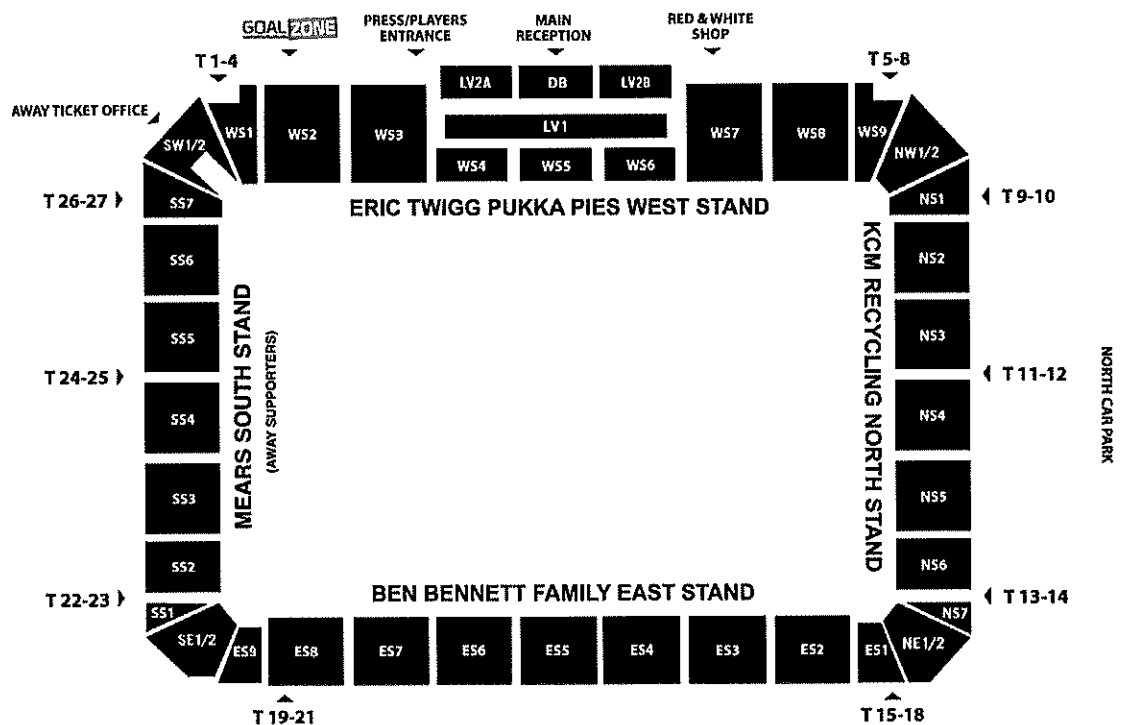 GOAL ZONE
PRESS/PLAYERS
ENTRANCE
MAIN
RECEPTION
RED & WHITE
SHOP
T 1-4
T 5-8
AWAY TICKET OFFICE
LV2A
DB
LV2B
LV1
WS1
WS2
WS3
WS4
WS5
WS6
WS7
WS8
WS9
SW1/2
NW1/2
ERIC TWIGG PUKKA PIES WEST STAND
T 26-27
SS7
NS1
T 9-10
SS6
NS2
SS5
NS3
MEARS SOUTH STAND
(AWAY SUPPORTERS)
KCM RECYCLING NORTH STAND
NORTH CAR PARK
T 24-25
T 11-12
SS4
NS4
SS3
NS5
SS2
NS6
BEN BENNETT FAMILY EAST STAND
T 22-23
SS1
NS7
T 13-14
SE1/2
ES9
ES8
ES7
ES6
ES5
ES4
ES3
ES2
ES1
NE1/2
T 19-21
T 15-18